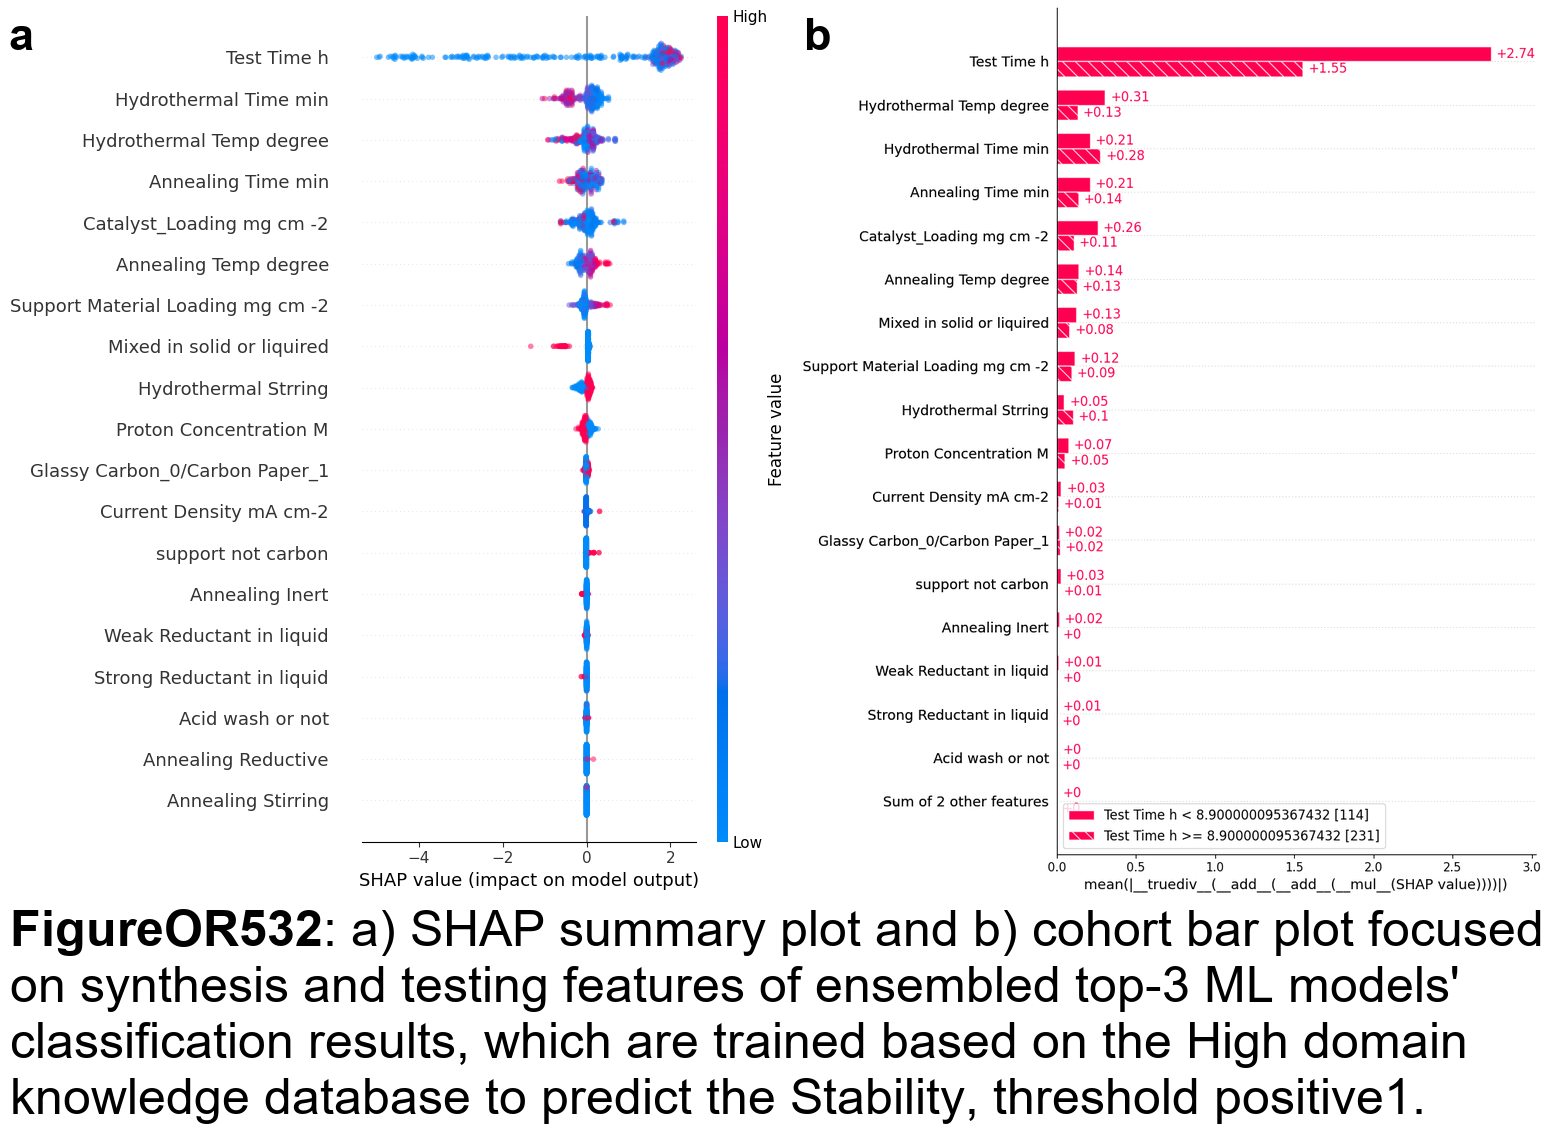 a
High
Test Time h
Hydrothermal Time min
Hydrothermal Temp degree
Annealing Time min
Catalyst_Loading mg cm -2
Annealing Temp degree
Support Material Loading mg cm -2
Mixed in solid or liquired
Hydrothermal Strring
Proton Concentration M
Glassy Carbon_0/Carbon Paper_1
Current Density mA cm-2
support not carbon
Annealing Inert
Weak Reductant in liquid
Strong Reductant in liquid
Acid wash or not
Annealing Reductive
Annealing Stirring
Feature value
Low
−4 −2 0 2
SHAP value (impact on model output)
b
Test Time h +2.74
+1.55
Hydrothermal Temp degree +0.31
+0.13
Hydrothermal Time min +0.21
+0.28
Annealing Time min +0.21
+0.14
Catalyst_Loading mg cm -2 +0.26
+0.11
Annealing Temp degree +0.14
+0.13
Mixed in solid or liquired +0.13
+0.08
Support Material Loading mg cm -2 +0.12
+0.09
Hydrothermal Strring +0.05
+0.1
Proton Concentration M +0.07
+0.05
Current Density mA cm-2 +0.03
+0.01
Glassy Carbon_0/Carbon Paper_1 +0.02
+0.02
support not carbon +0.03
+0.01
Annealing Inert +0.02
+0
Weak Reductant in liquid +0.01
+0
Strong Reductant in liquid +0.01
+0
Acid wash or not +0
+0
Sum of 2 other features +0
+0
Test Time h < 8.900000095367432 [114]
Test Time h >= 8.900000095367432 [231]
0.0 0.5 1.0 1.5 2.0 2.5 3.0
mean(|__truediv__(__add__(__add__(__mul__(SHAP value))))|)
FigureOR532: a) SHAP summary plot and b) cohort bar plot focused
on synthesis and testing features of ensembled top-3 ML models'
classification results, which are trained based on the High domain
knowledge database to predict the Stability, threshold positive1.